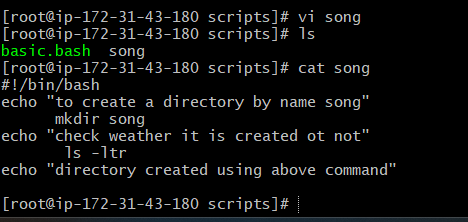 [root@ip-172-31-43-180 scripts]# vi song
[root@ip-172-31-43-180 scripts]# ls
basic.bash  song
[root@ip-172-31-43-180 scripts]# cat song
#!/bin/bash
echo "to create a directory by name song"
       mkdir song
echo "check weather it is created ot not"
        ls -ltr
echo "directory created using above command"
[root@ip-172-31-43-180 scripts]#